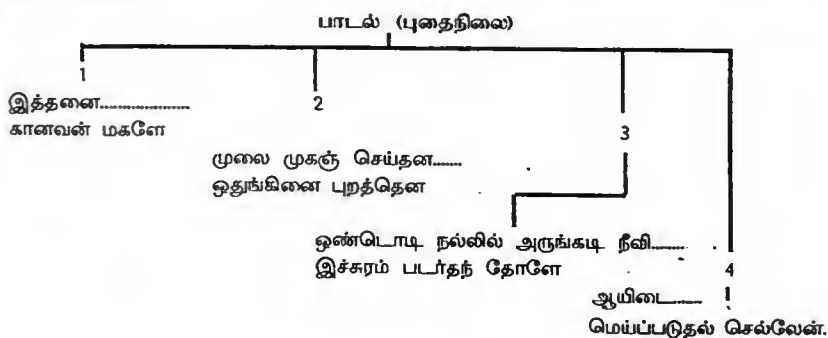 பாடல் (புதைநிலை)
1
இத்தனை....................
கானவன் மகளே
2
முலை முகஞ் செய்தன.......
ஒதுங்கினை புறத்தென
3
ஒண்டொடி நல்லில் அருங்கடி நீவி........
இச்சுரம் படர்தந் தோளே
4
ஆயிடை......
மெய்ப்படுதல் செல்லேன்.